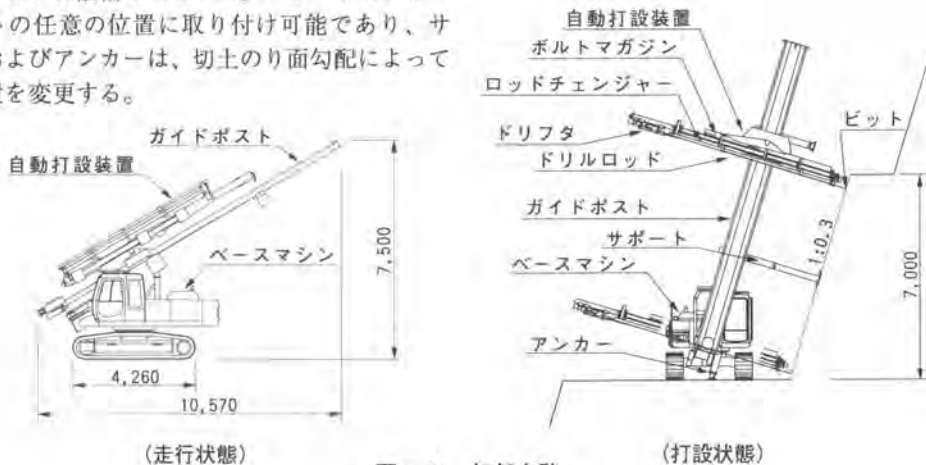 の任意の位置に取り付け可能であり、サ
およびアンカーは、切土のり面勾配によって
を変更する。
ガイドポスト
自動打設装置
ベースマシン
7,500
4,260
10,570
(走行状態)
自動打設装置
ボルトマガジン
ロッドチェンジャー
ドリフタ
ドリルロッド
ビット
ガイドポスト
サポート
ベースマシン
アンカー
1:0.3
7,000
(打設状態)